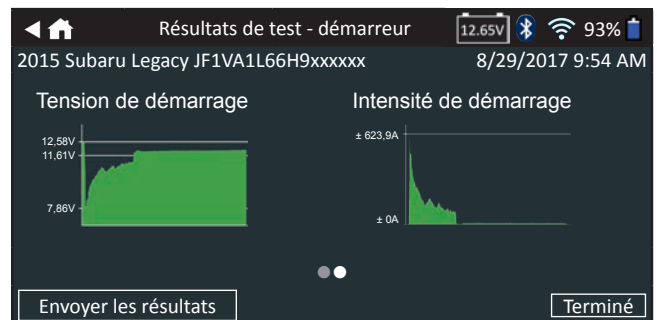 Résultats de test - démarreur 12.65V 93%
2015 Subaru Legacy JF1VA1L66H9xxxxxx 8/29/2017 9:54 AM
Tension de démarrage Intensité de démarrage
12,58V
11,61V
7,86V
± 623,9A
± 0A
Envoyer les résultats Terminé